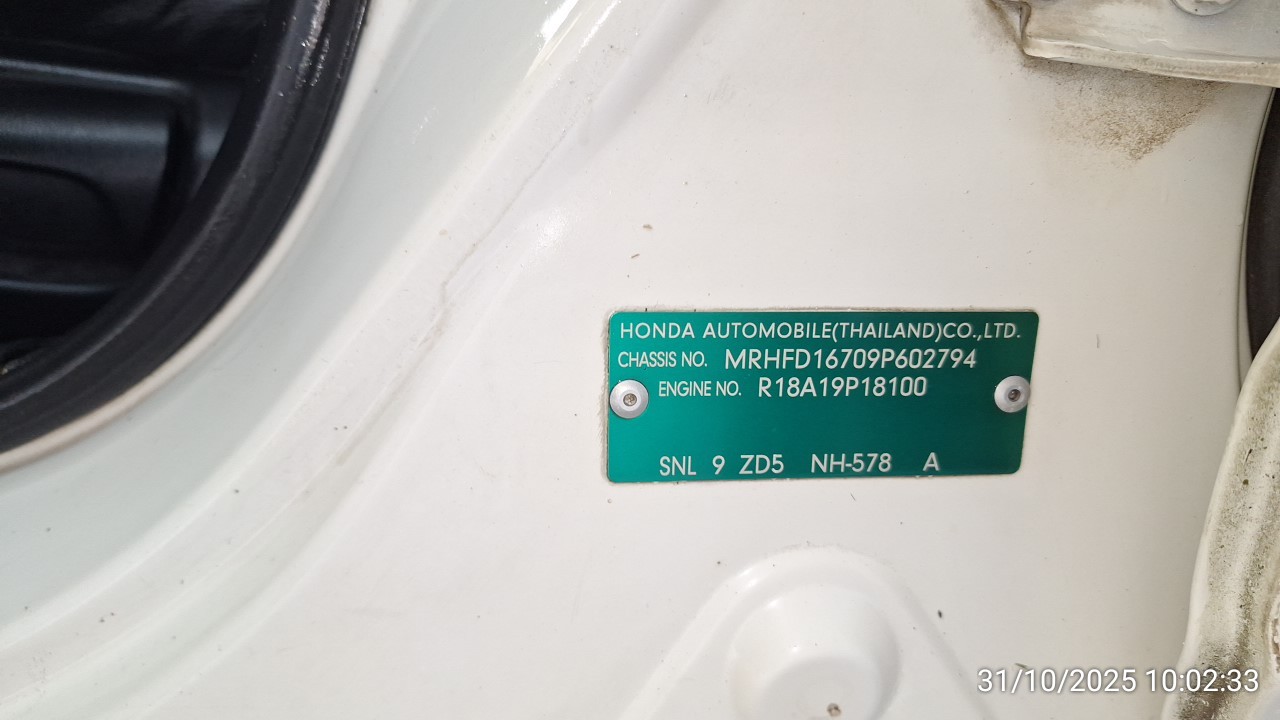 HONDA AUTOMOBILE(THAILAND)CO.,LTD.
CHASSIS NO. MRHFD16709P602794
ENGINE NO. R18A19P18100
SNL 9 ZD5 NH-578 A
31/10/2025 10:02:33